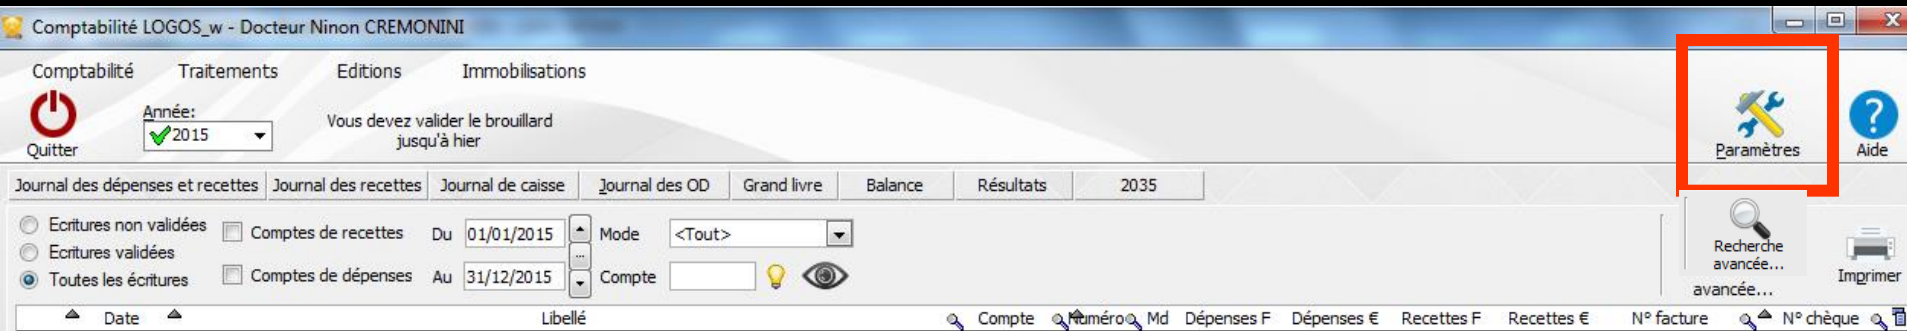 Comptabilité LOGOS_w - Docteur Ninon CREMONINI
Comptabilité Traitements Editions Immobilisations
Quitter
Année:
2015
Vous devez valider le brouillard
jusqu'à hier
Paramètres
?
Aide
Journal des dépenses et recettes Journal des recettes Journal de caisse Journal des OD Grand livre Balance Résultats 2035
Ecritures non validées
Ecritures validées
Toutes les écritures
Comptes de recettes
Comptes de dépenses
Du 01/01/2015
Au 31/12/2015
...
Mode <Tout>
Compte
Recherche
avancée...
avancée...
Imprimer
Date Libellé Compte Numéro Md Dépenses F Dépenses € Recettes F Recettes € N° facture N° chèque